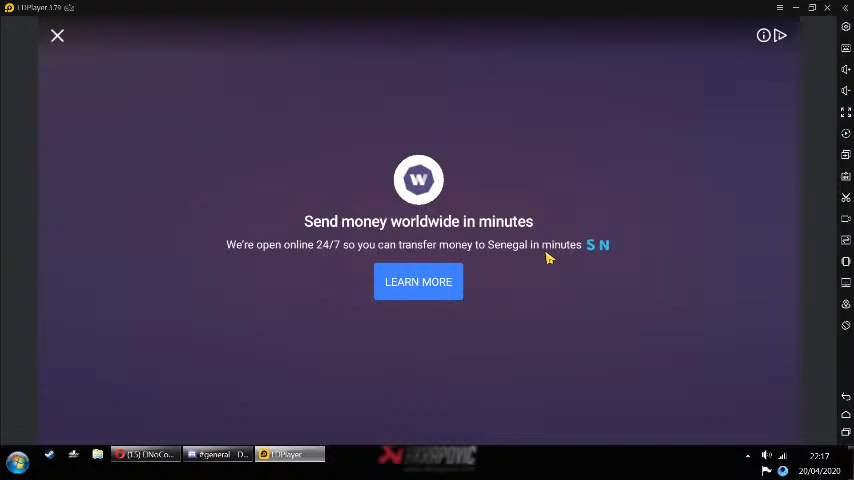 LDPlayer 3.79
W
Send money worldwide in minutes
We're open online 24/7 so you can transfer money to Senegal in minutes S N
LEARN MORE
#general - D...
LDPlayer
22:17
20/04/2020